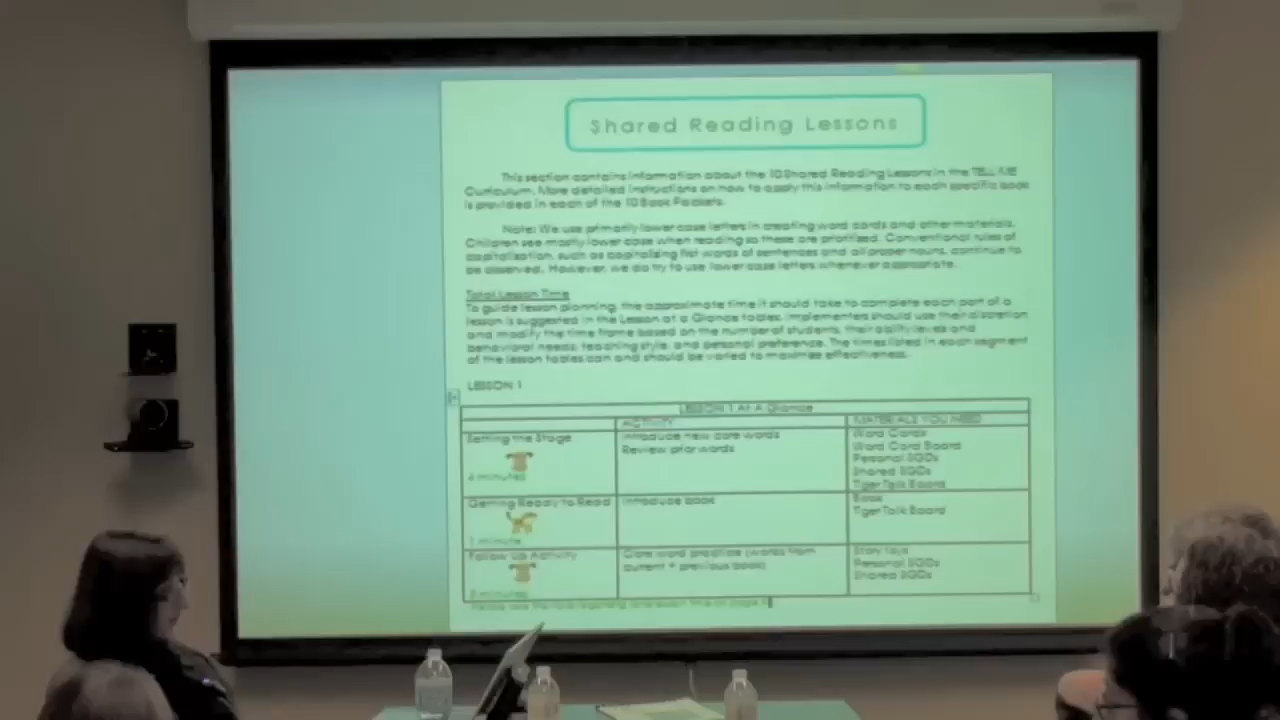 Shared Reading Lessons
This section contains information about the 10 Shared Reading Lessons in the TELL ME
Curriculum. More detailed instructions on how to apply this information to each specific book
is provided in each of the 10 Book Packets.
Note: We use primarily lower case letters in creating word cards and other materials.
Children see mostly lower case when reading so these are prioritized. Conventional rules of
capitalization, such as capitalizing first words of sentences and all proper nouns, continue to
be observed. However, we do try to use lower case letters whenever appropriate.
Total Lesson Time
To guide lesson planning, the approximate time it should take to complete each part of a
lesson is suggested in the Lesson at a Glance tables. Implementers should use their discretion
and modify the time frame based on the number of students, their ability levels and
behavioral needs, teaching style, and personal preference. The times listed in each segment
of the lesson tables can and should be varied to maximize effectiveness.
LESSON 1
LESSON 1 At A Glance
ACTIVITY
MATERIALS YOU NEED
Setting the Stage
minutes
Introduce new core words
Review prior words
Word Cards
Word Card Board
Personal SGDs
Shared SGDs
Tiger Talk Board
Getting Ready to Read
1 minute
Introduce book
Book
Tiger Talk Board
Follow Up Activity
minutes
Core word practice (words from
current + previous book)
Story
Personal SGDs
Shared SGDs